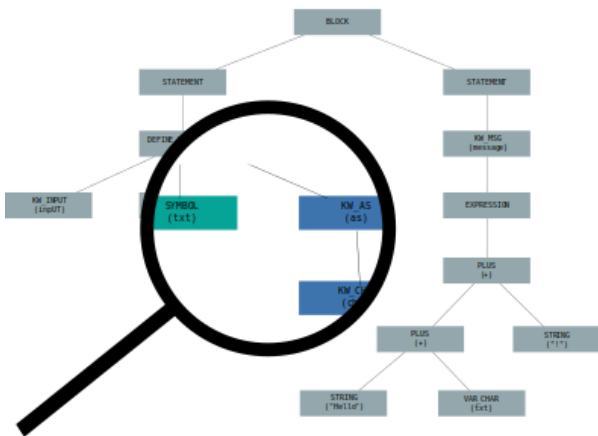 BLOCK
STATEMENT
STATEMENT
DEFINE
KW_MSG
(message)
KW_INPUT
(inpUT)
SYMBOL
(txt)
KW_AS
(as)
EXPRESSION
PLUS
(+)
PLUS
(+)
STRING
("!")
STRING
("Hello")
VAR CHAR
(txt)